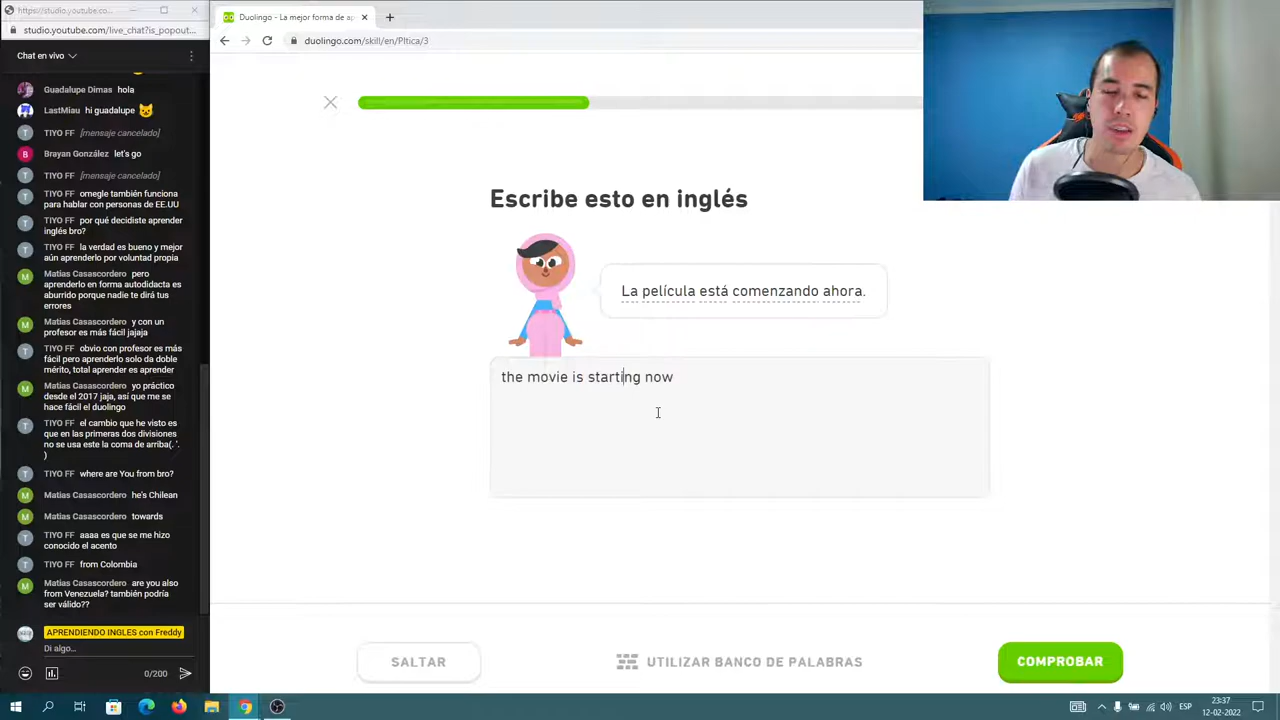 https://studio.youtube.co...
studio.youtube.com/live_chat?is_popout...
Chat en vivo
Guadalupe Dumas hola
LastMiau hi guadalupe
TIYO FF [mensaje cancelado]
Brayan González let's go
TIYO FF [mensaje cancelado]
TIYO FF omegle también funciona
para hablar con personas de EE.UU
TIYO FF por qué decidiste aprender
inglés bro?
TIYO FF la verdad es bueno y mejor
aún aprenderlo por voluntad propia
Matías Casascordero pero
aprenderlo en forma autodidacta es
aburrido porque nadie te dirá tus
errores
Matías Casascordero y con un
profesor es más fácil jajaja
TIYO FF obvio con profesor es más
fácil pero aprenderlo solo da doble
mérito, total aprender es aprender
Matías Casascordero yo práctico
desde el 2017 jaja, así que me se
hace fácil el duolingo
TIYO FF el cambio que he visto es
que en las primeras dos divisiones
no se usa este la coma de arriba(. '.
)
TIYO FF where are You from bro?
Matías Casascordero he's Chilean
Matías Casascordero towards
TIYO FF aaaa es que se me hizo
conocido el acento
TIYO FF from Colombia
Matías Casascordero are you also
from Venezuela? también podría
ser válido??
APRENDIENDO INGLES con Freddy
Di algo...
0/200
Duolingo - La mejor forma de ap
duolingo.com/skill/en/Pltica/3
Escribe esto en inglés
La película está comenzando ahora.
the movie is starting now
SALTAR
UTILIZAR BANCO DE PALABRAS
COMPROBAR
ESP
23:37
12-02-2022